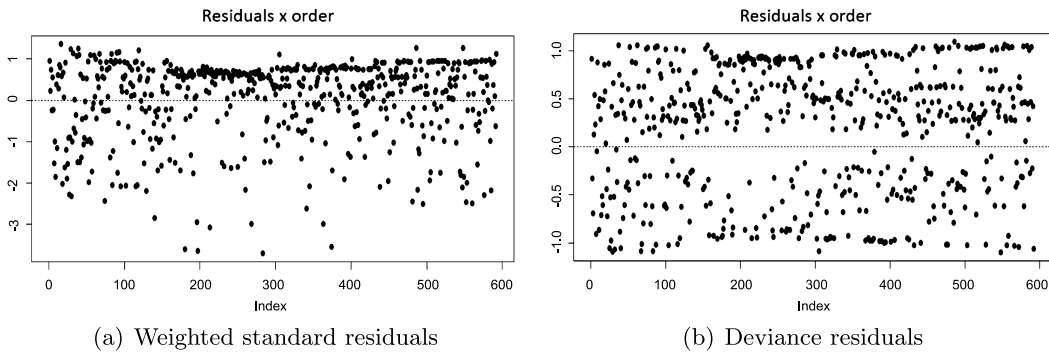 Residuals x order
1
0
-1
-2
-3
0 100 200 300 400 500 600
Index
(a) Weighted standard residuals
Residuals x order
1.0
0.5
0.0
-0.5
-1.0
0 100 200 300 400 500 600
Index
(b) Deviance residuals